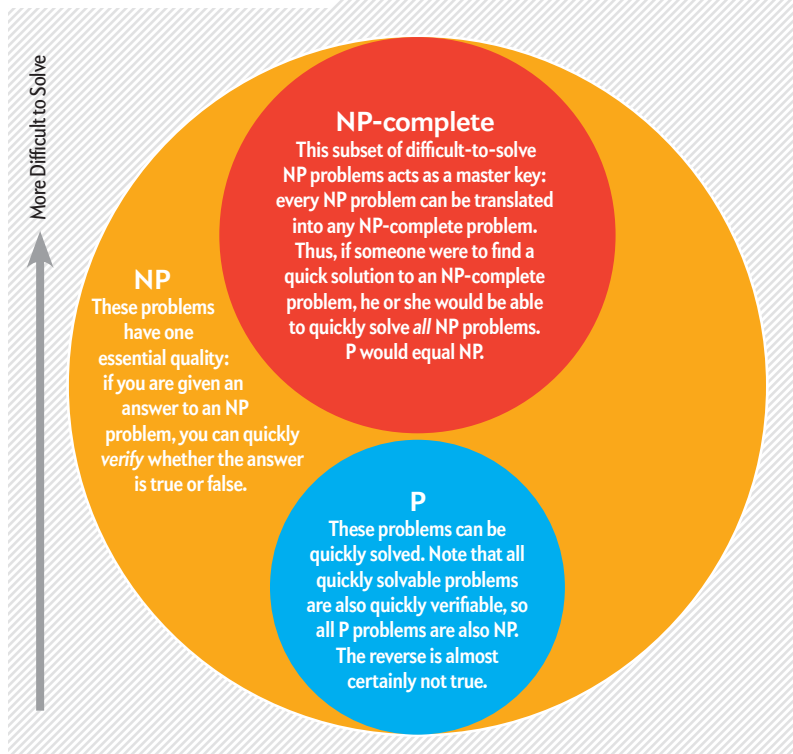 More Difficult to Solve
NP-complete
This subset of difficult-to-solve
NP problems acts as a master key:
every NP problem can be translated
into any NP-complete problem.
Thus, if someone were to find a
quick solution to an NP-complete
problem, he or she would be able
to quickly solve all NP problems.
P would equal NP.
NP
These problems
have one
essential quality:
if you are given an
answer to an NP
problem, you can quickly
verify whether the answer
is true or false.
P
These problems can be
quickly solved. Note that all
quickly solvable problems
are also quickly verifiable, so
all P problems are also NP.
The reverse is almost
certainly not true.